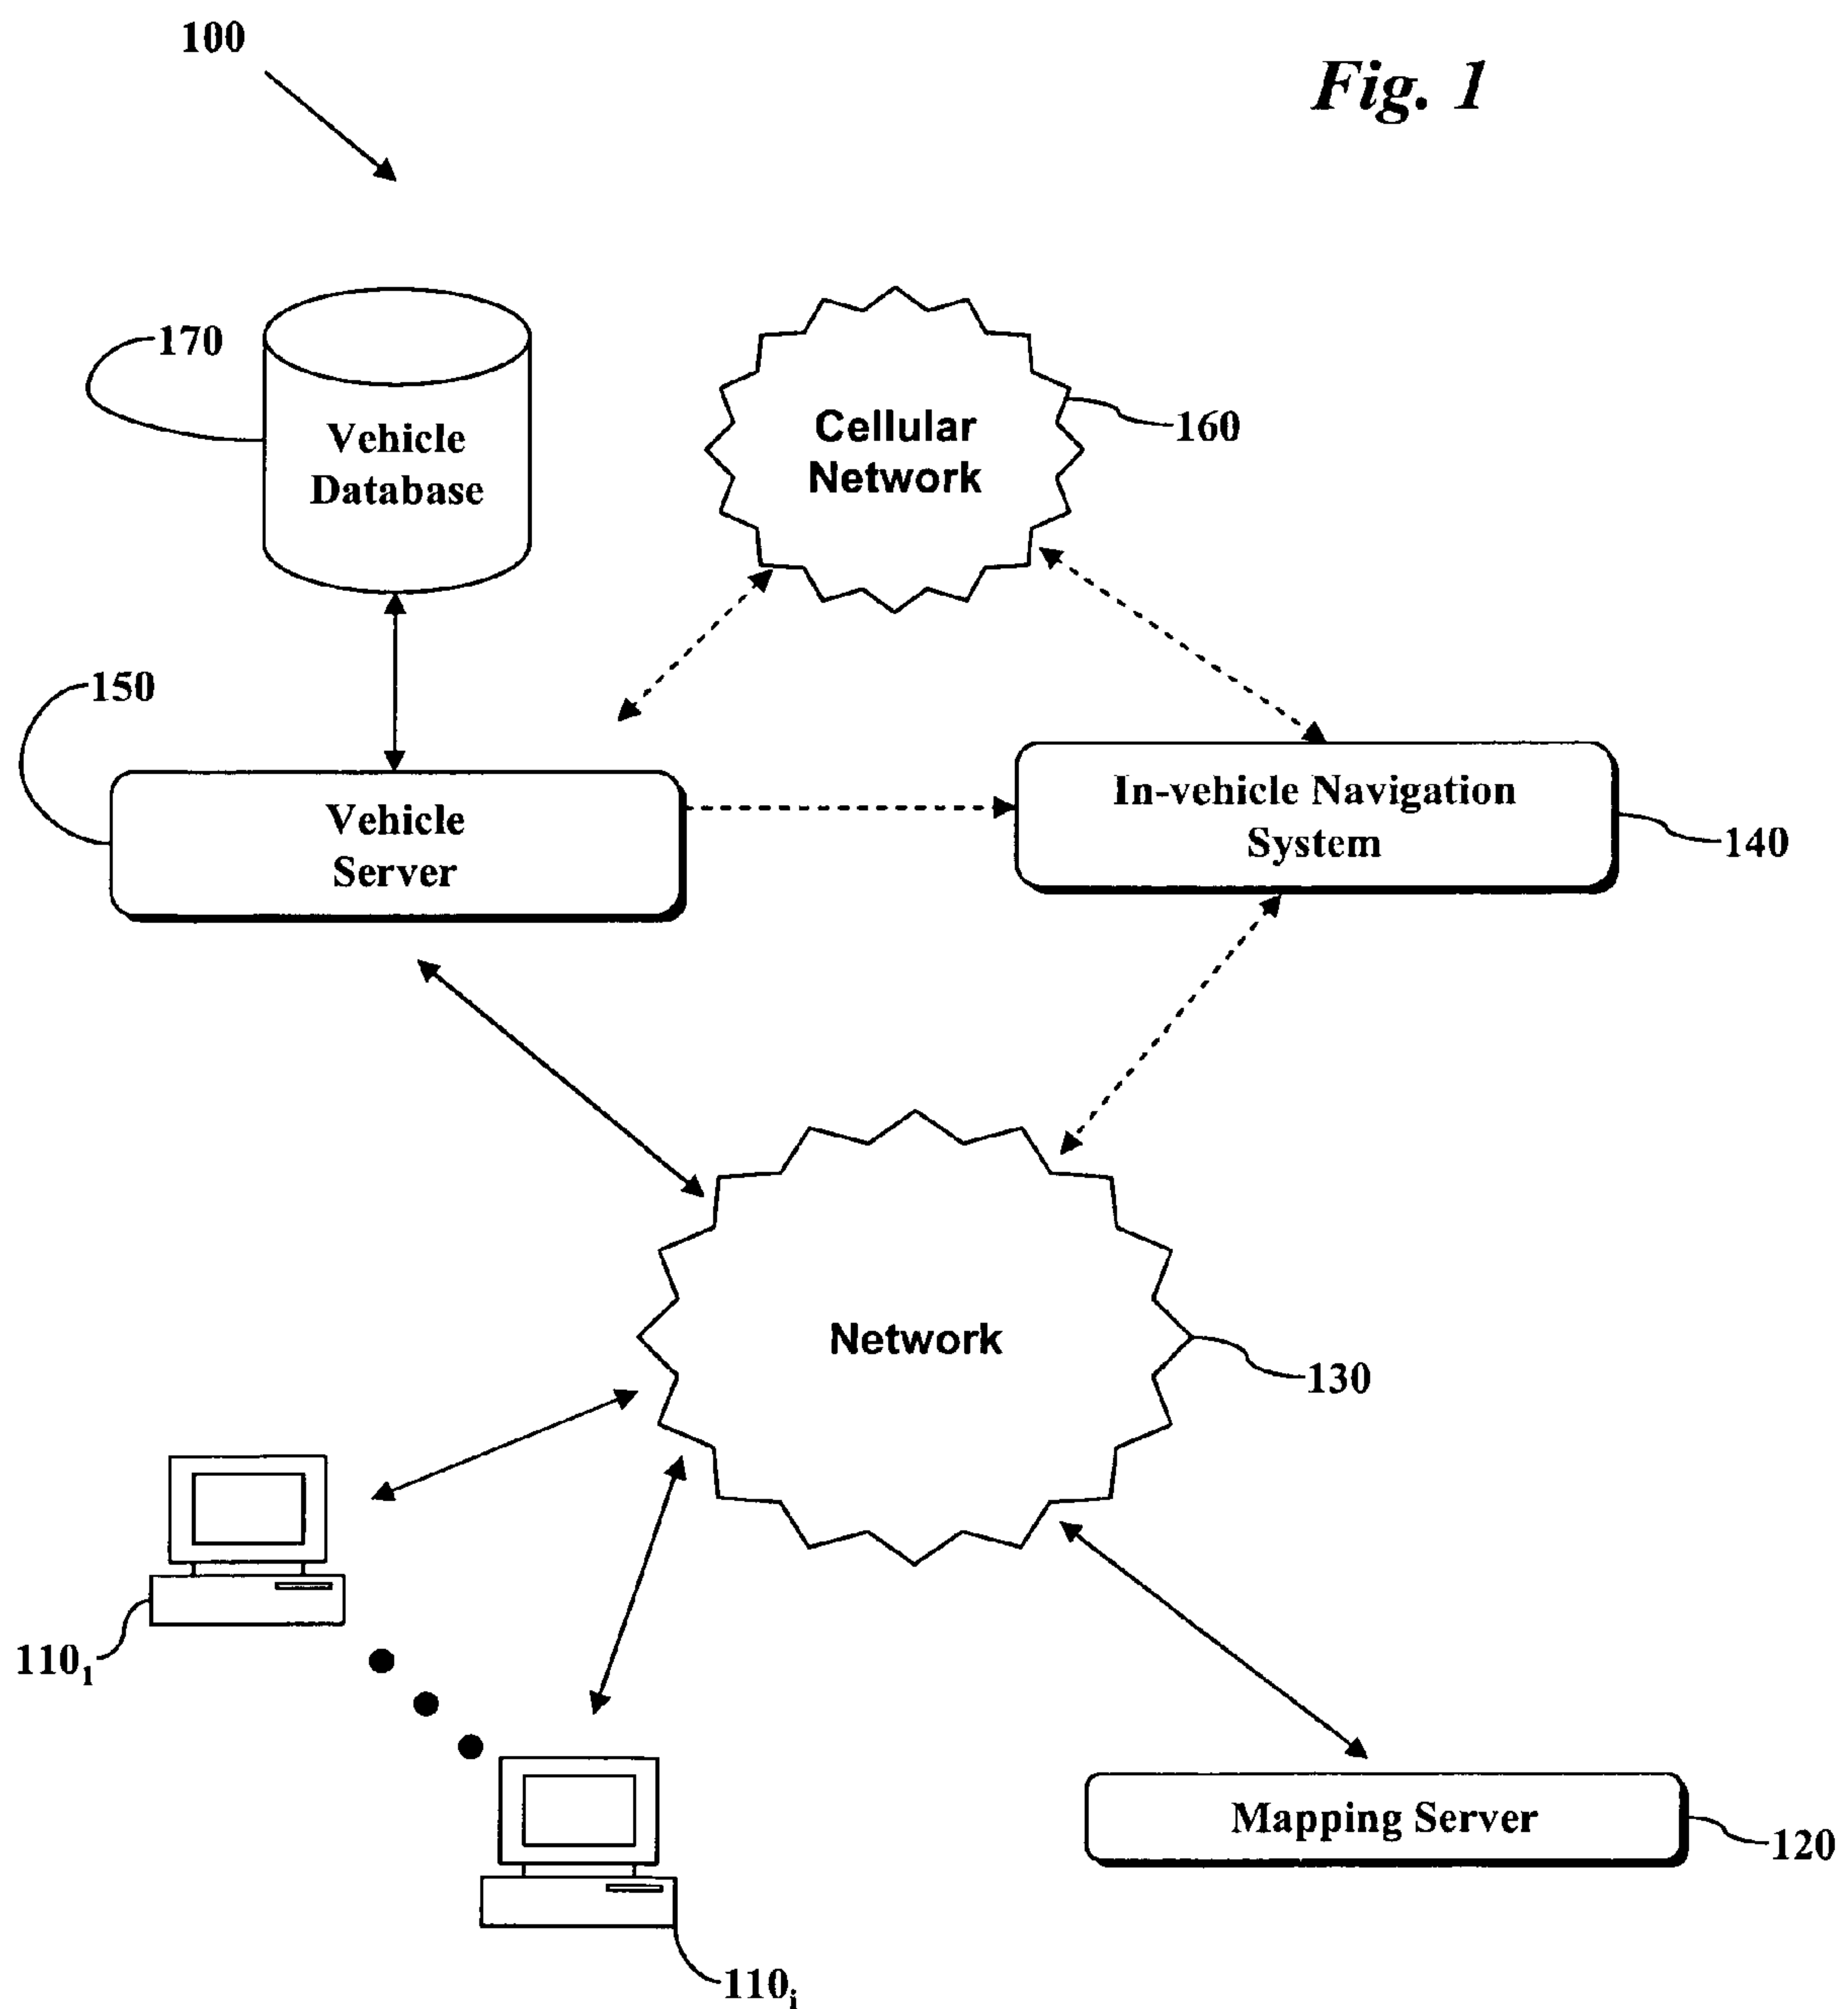 100
Fig. 1
170
Vehicle
Database
Cellular
Network
160
150
Vehicle
Server
In-vehicle Navigation
System
140
Network
130
110₁
Mapping Server
120
110ᵢ